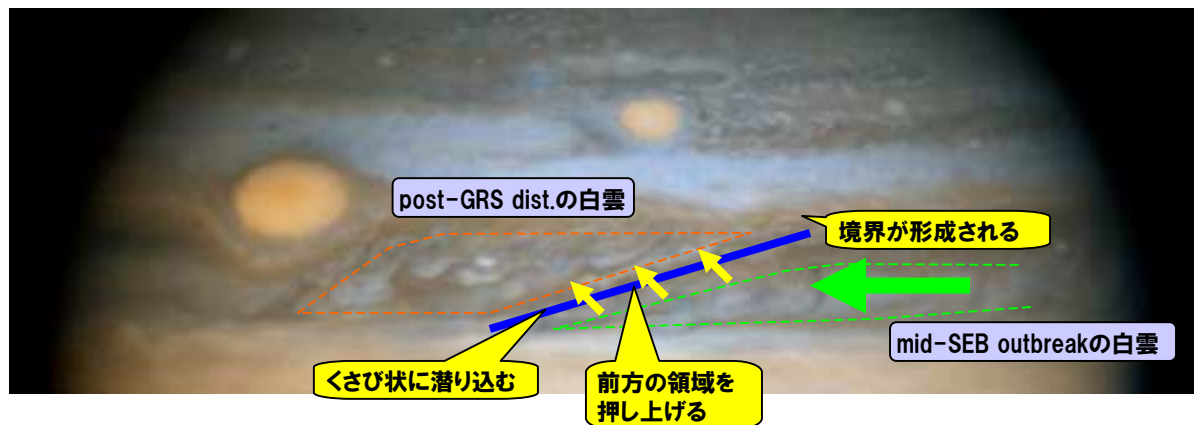 post-GRS dist.の白雲
境界が形成される
mid-SEB outbreakの白雲
くさび状に潜り込む
前方の領域を
押し上げる